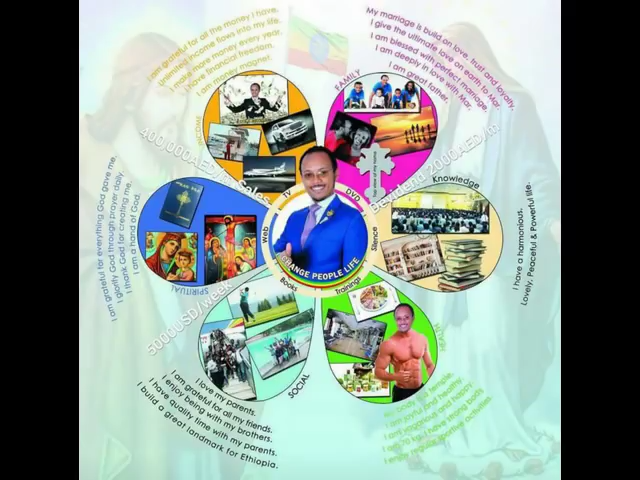 I am grateful for all the money I have.
Unlimited income flows into my life.
I make more money every year.
I have financial freedom.
I am money magnet.
My marriage is build on love, trust and loyalty.
I give the ultimate love on earth to Mar.
I am blessed with perfect marriage.
I am deeply in love with Mar.
I am great father.
INCOME
FAMILY
Knowledge
SPIRITUAL
SOCIAL
400,000AED
Sales
TV
DVD
Web
Silence
Books
Trainings
CHANGE PEOPLE LIFE
5000USD/week
I am grateful for everything God gave me.
I glorify God through prayer daily.
I thank God for creating me.
I am a hand of God.
I have a harmonious,
Lovely, Peaceful & Powerful life.
I love my parents.
I am grateful for all my friends.
I enjoy being with my brothers.
I have quality time with my parents.
I build a great landmark for Ethiopia.
I am joyful and healthy